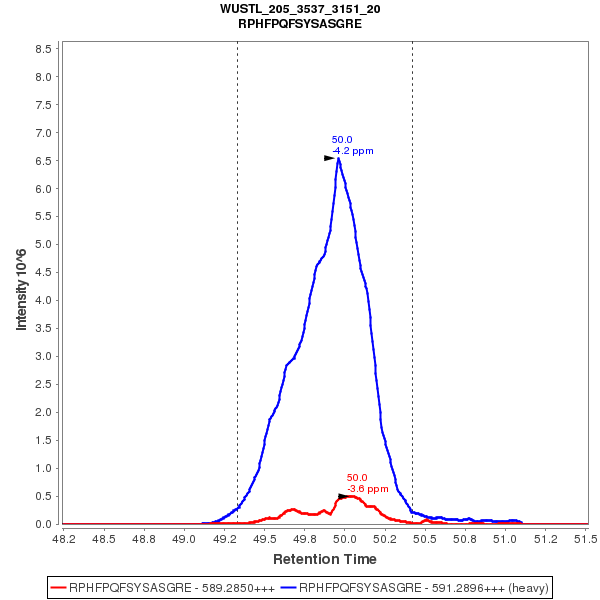 WUSTL_205_3537_3151_20
RPHFPQFSYSASGRE
Intensity 10^6
8.5
8.0
7.5
7.0
6.5
6.0
5.5
5.0
4.5
4.0
3.5
3.0
2.5
2.0
1.5
1.0
0.5
0.0
50.0
-4.2 ppm
50.0
-3.6 ppm
48.2 48.5 48.8 49.0 49.2 49.5 49.8 50.0 50.2 50.5 50.8 51.0 51.2 51.5
Retention Time
RPHFPQFSYSASGRE - 589.2850+++ RPHFPQFSYSASGRE - 591.2896+++ (heavy)